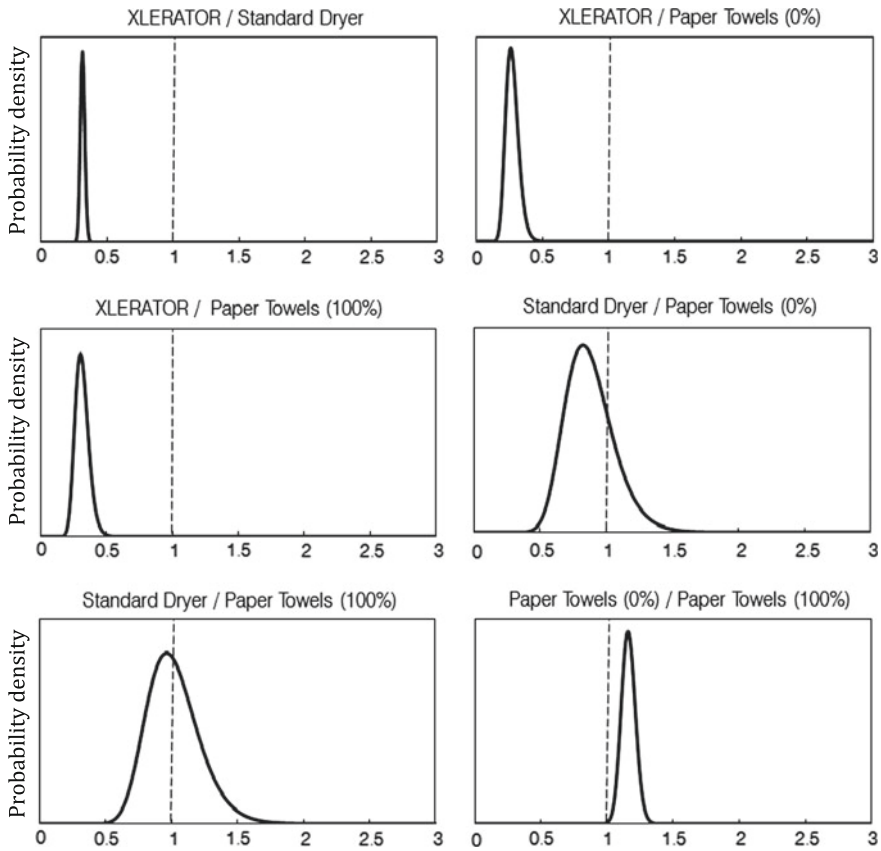 XLERATOR / Standard Dryer
Probability density
0 0.5 1 1.5 2 2.5 3
XLERATOR / Paper Towels (0%)
0 0.5 1 1.5 2 2.5 3
XLERATOR / Paper Towels (100%)
Probability density
0 0.5 1 1.5 2 2.5 3
Standard Dryer / Paper Towels (0%)
0 0.5 1 1.5 2 2.5 3
Standard Dryer / Paper Towels (100%)
Probability density
0 0.5 1 1.5 2 2.5 3
Paper Towels (0%) / Paper Towels (100%)
0 0.5 1 1.5 2 2.5 3